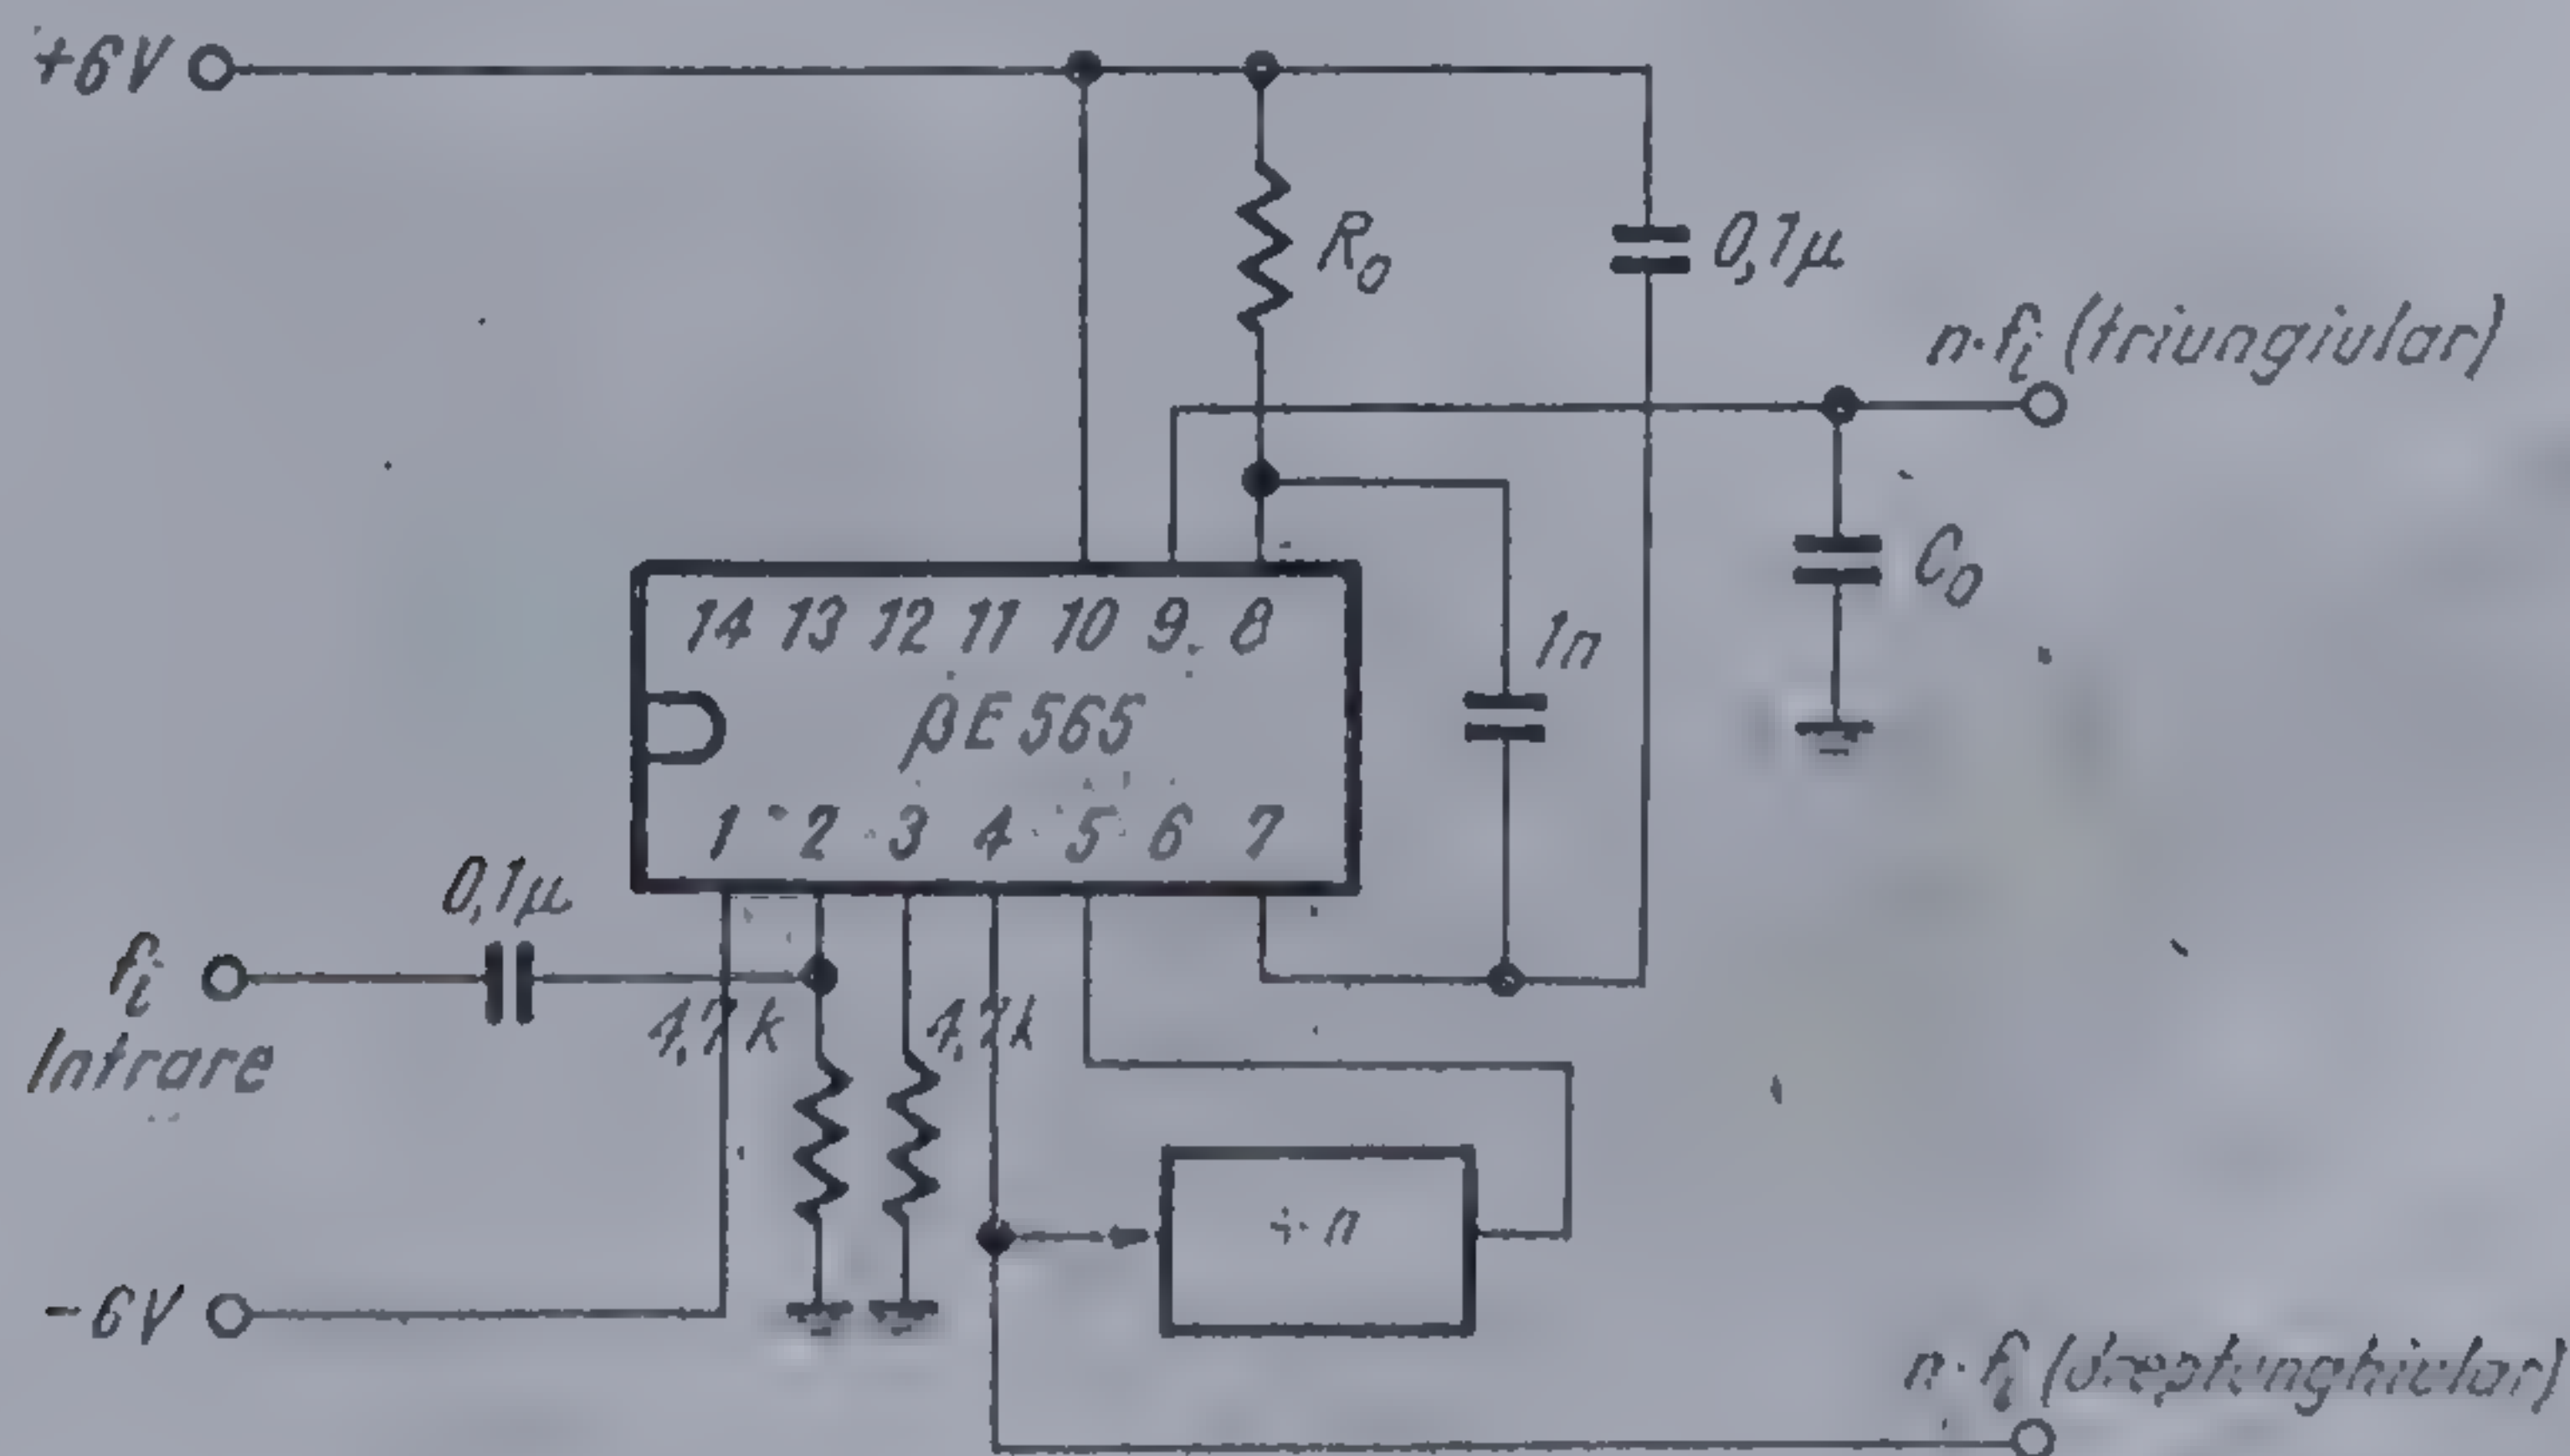 +6V
R0
0,1μ
n·fi (triungiular)
C0
14 13 12 11 10 9 8
1n
βE 565
1 2 3 4 5 6 7
0,1μ
fi
Intrare
4,7k
4,7k
÷n
-6V
n·fi (dreptunghiular)